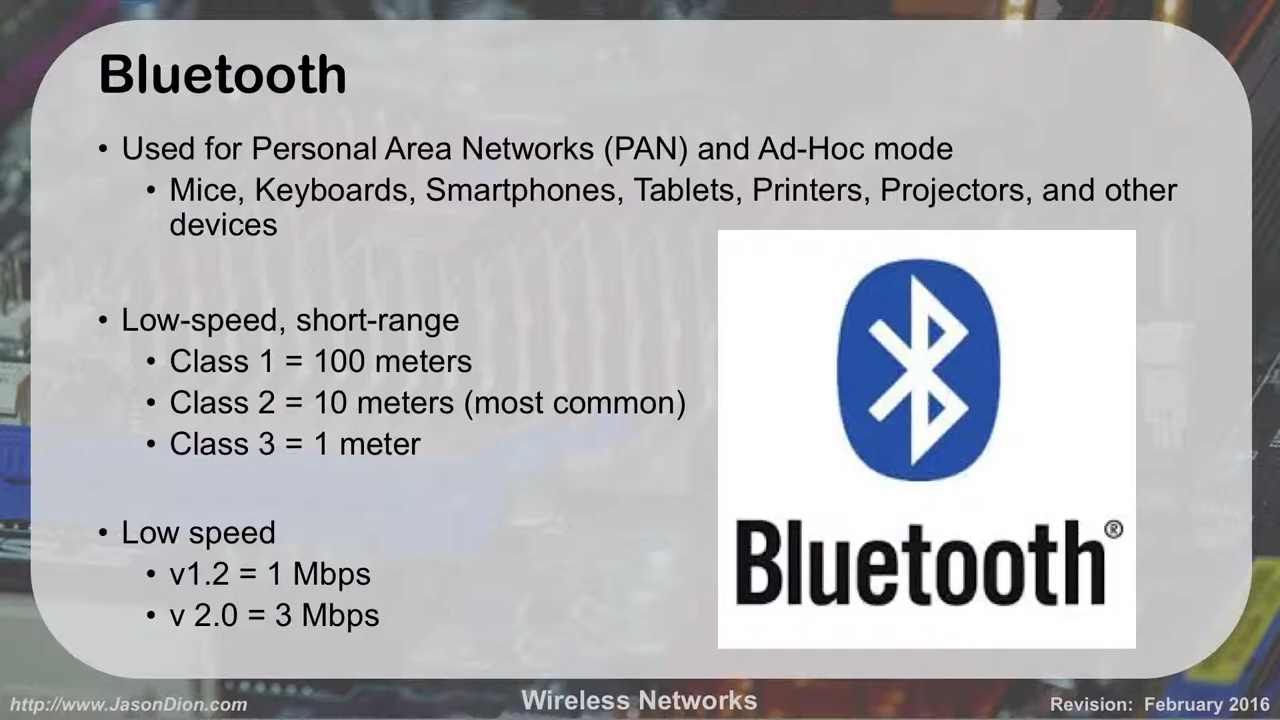 Bluetooth
• Used for Personal Area Networks (PAN) and Ad-Hoc mode
• Mice, Keyboards, Smartphones, Tablets, Printers, Projectors, and other
devices
• Low-speed, short-range
• Class 1 = 100 meters
• Class 2 = 10 meters (most common)
• Class 3 = 1 meter
• Low speed
• v1.2 = 1 Mbps
• v 2.0 = 3 Mbps
Bluetooth®
http://www.JasonDion.com
Wireless Networks
Revision: February 2016